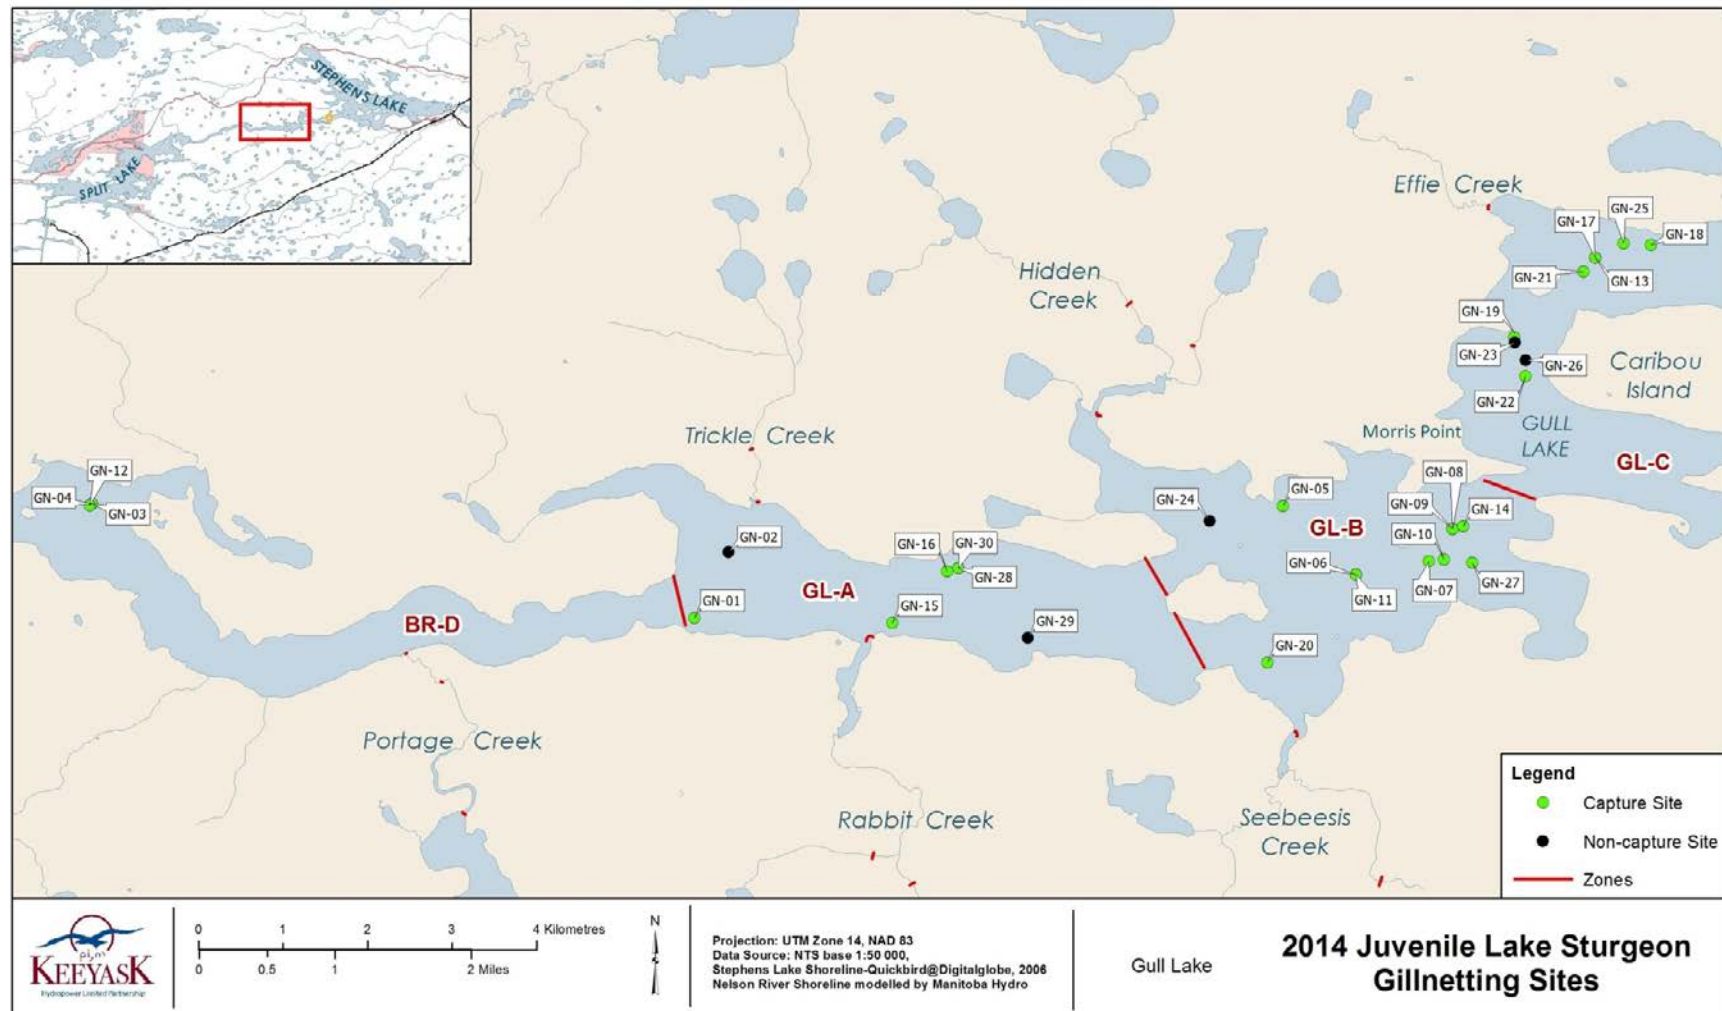 STEPHENS LAKE
SPLIT LAKE
Effie Creek
GN-25
GN-17
GN-18
GN-21
GN-13
Hidden
Creek
GN-19
GN-23
GN-26
Caribou
Island
GN-22
GULL
LAKE
Morris Point
Trickle Creek
GL-C
GN-12
GN-04
GN-03
GN-08
GN-05
GN-24
GN-09
GN-14
GL-B
GN-10
GN-02
GN-16
GN-30
GN-28
GN-06
GN-11
GN-07
GN-27
GL-A
GN-01
GN-15
BR-D
GN-29
GN-20
Portage Creek
Rabbit Creek
Seebeesis
Creek
Legend
Capture Site
Non-capture Site
Zones
KEEYASK
Hydropower Limited Partnership
0 1 2 3 4 Kilometres
0 0.5 1 2 Miles
N
Projection: UTM Zone 14, NAD 83
Data Source: NTS base 1:50 000,
Stephens Lake Shoreline-Quickbird@Digitalglobe, 2006
Nelson River Shoreline modelled by Manitoba Hydro
Gull Lake
2014 Juvenile Lake Sturgeon
Gillnetting Sites